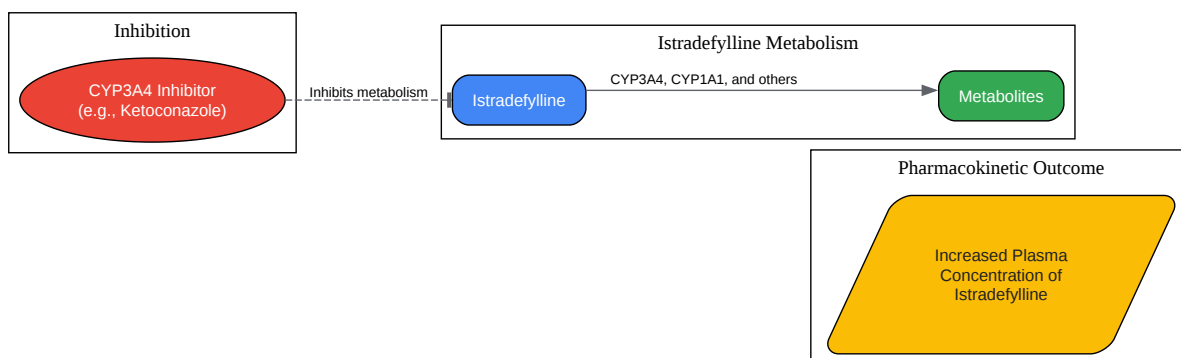 Inhibition
CYP3A4 Inhibitor
(e.g., Ketoconazole)
Inhibits metabolism
Istradefylline Metabolism
Istradefylline
CYP3A4, CYP1A1, and others
Metabolites
Pharmacokinetic Outcome
Increased Plasma
Concentration of
Istradefylline